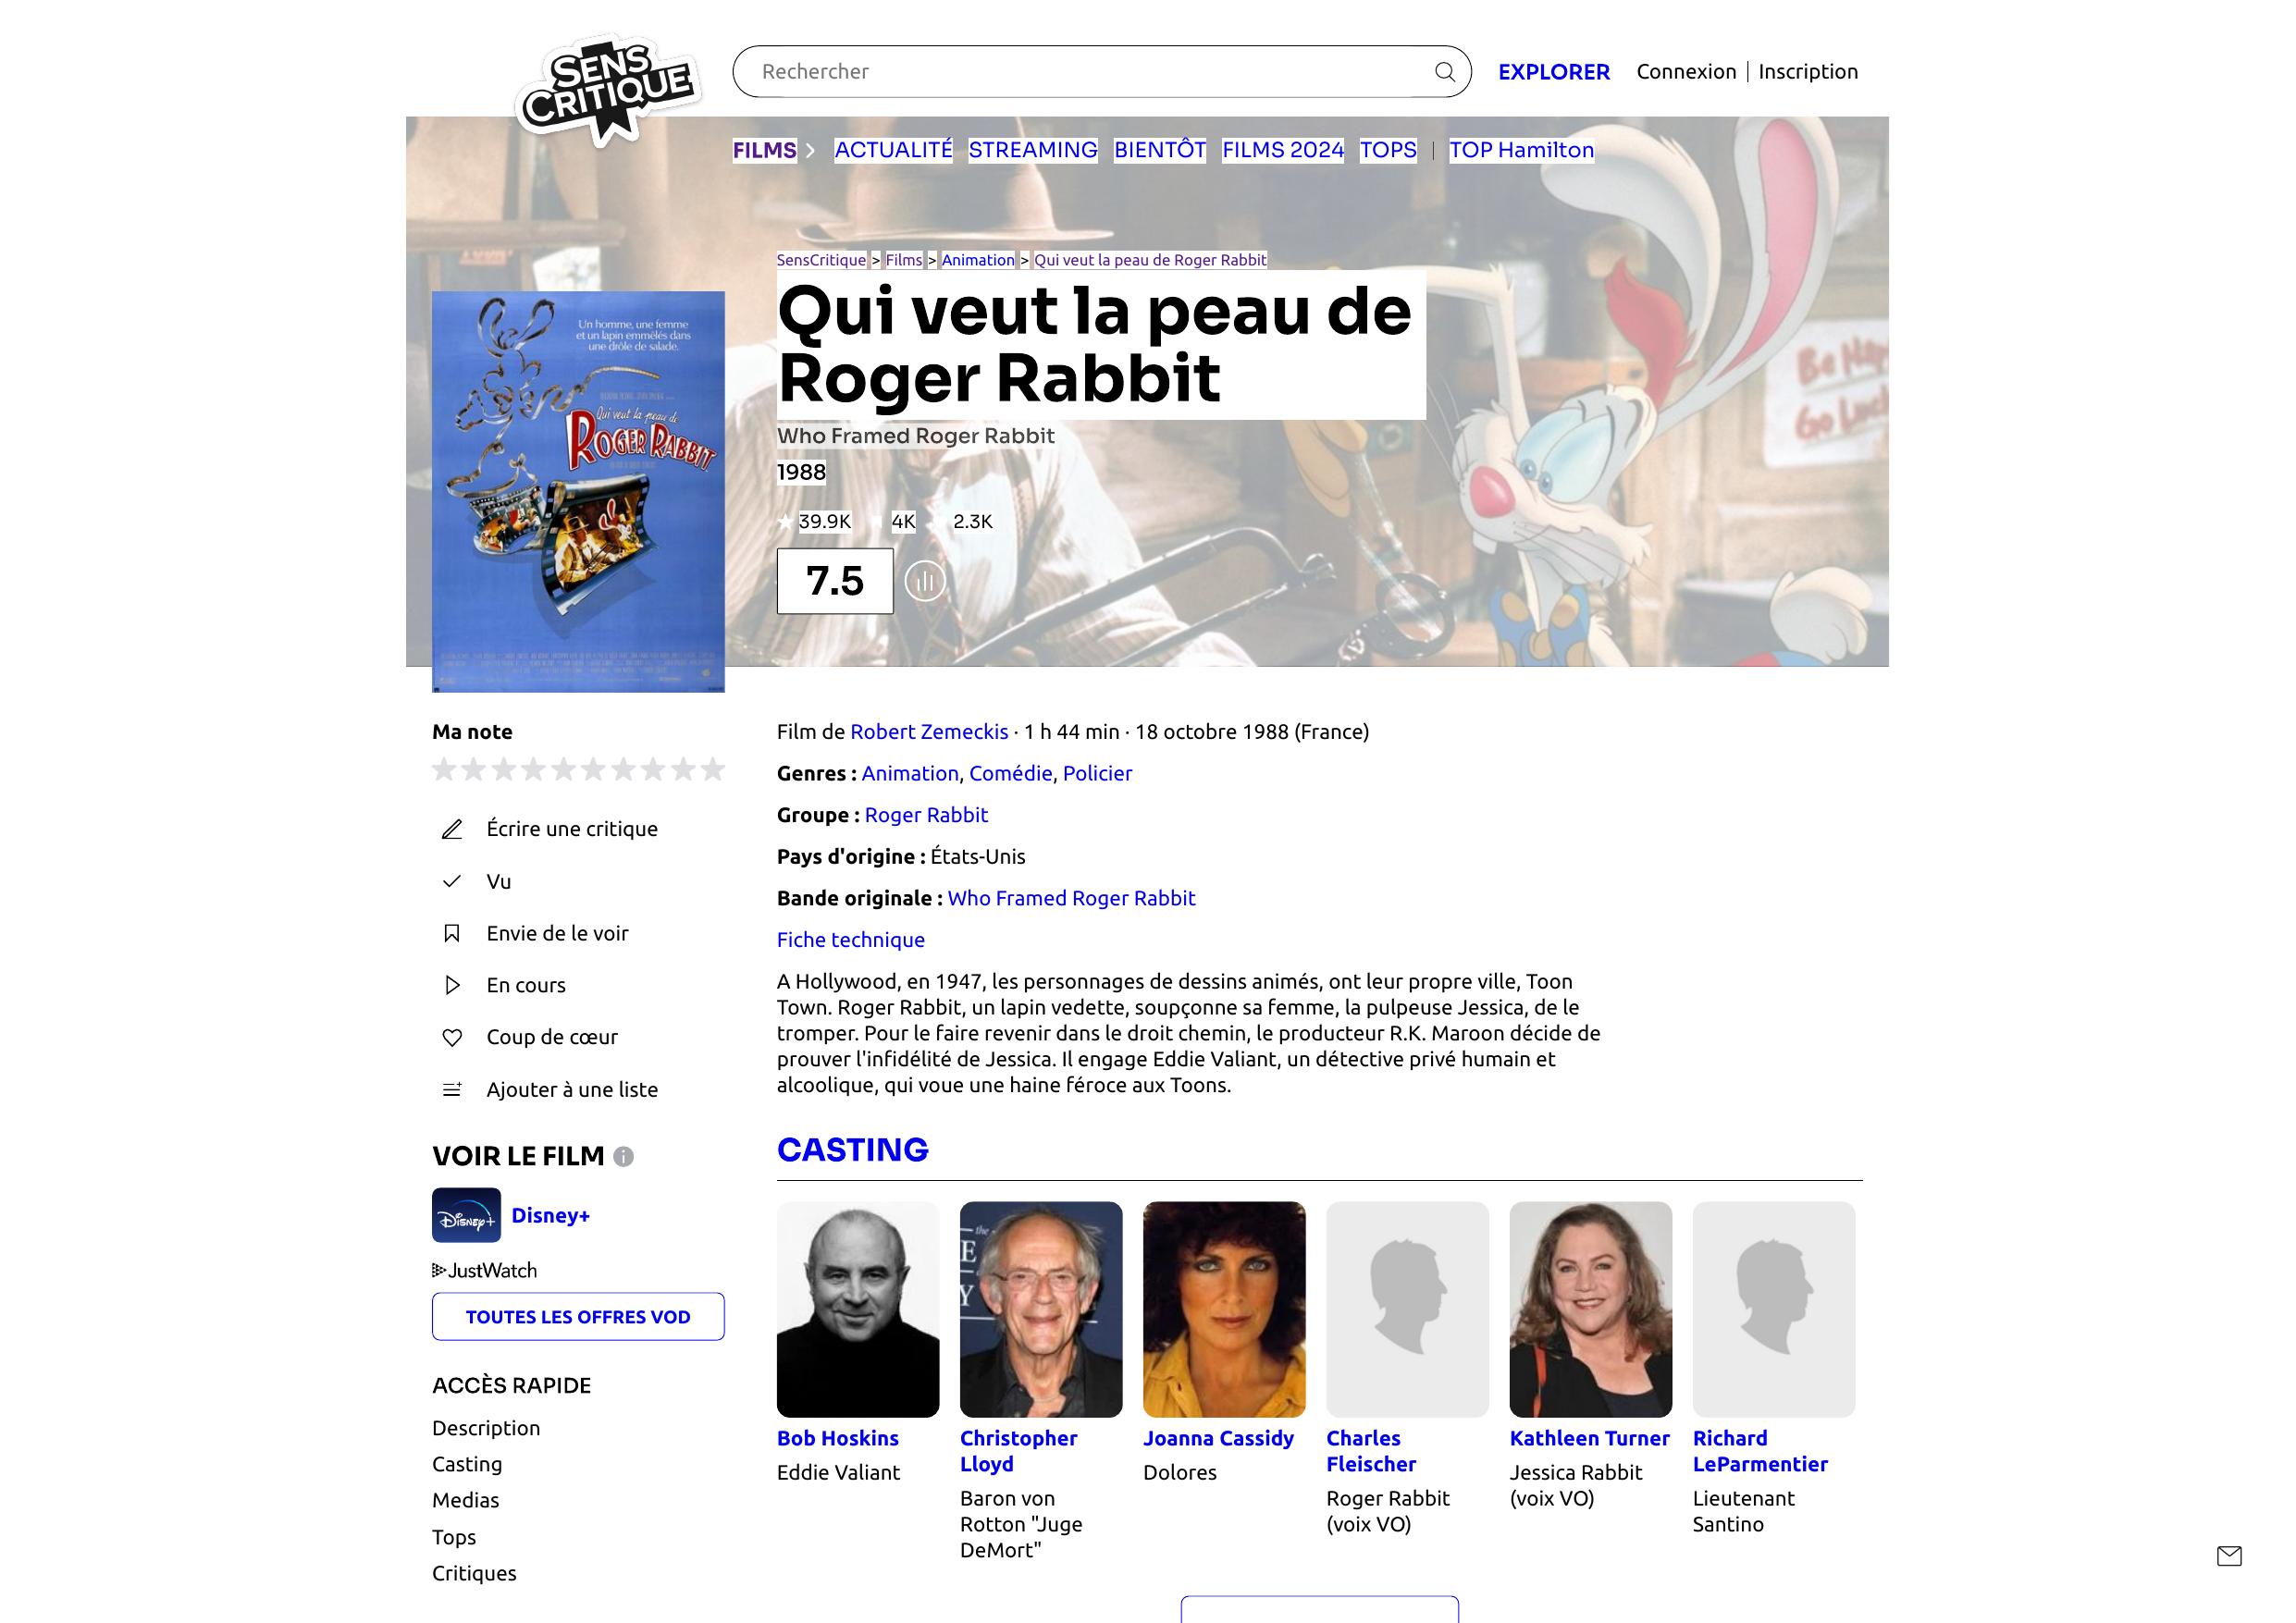 SENS
CRITIQUE
Rechercher
EXPLORER
Connexion
Inscription
FILMS
ACTUALITÉ
STREAMING
BIENTÔT
FILMS 2024
TOPS
TOP Hamilton
SensCritique > Films > Animation > Qui veut la peau de Roger Rabbit
Qui veut la peau de
Roger Rabbit
Who Framed Roger Rabbit
1988
39.9K
4K
2.3K
7.5
Un homme, une femme
et un lapin emmêlés dans
une drôle de salade.
Qui veut la peau de
ROGER RABBIT
Ma note
Écrire une critique
Vu
Envie de le voir
En cours
Coup de cœur
Ajouter à une liste
VOIR LE FILM
DISNEY+
Disney+
JustWatch
TOUTES LES OFFRES VOD
ACCÈS RAPIDE
Description
Casting
Medias
Tops
Critiques
Film de Robert Zemeckis · 1 h 44 min · 18 octobre 1988 (France)
Genres : Animation, Comédie, Policier
Groupe : Roger Rabbit
Pays d'origine : États-Unis
Bande originale : Who Framed Roger Rabbit
Fiche technique
A Hollywood, en 1947, les personnages de dessins animés, ont leur propre ville, Toon
Town. Roger Rabbit, un lapin vedette, soupçonne sa femme, la pulpeuse Jessica, de le
tromper. Pour le faire revenir dans le droit chemin, le producteur R.K. Maroon décide de
prouver l'infidélité de Jessica. Il engage Eddie Valiant, un détective privé humain et
alcoolique, qui voue une haine féroce aux Toons.
CASTING
Bob Hoskins
Eddie Valiant
Christopher
Lloyd
Baron von
Rotton "Juge
DeMort"
Joanna Cassidy
Dolores
Charles
Fleischer
Roger Rabbit
(voix VO)
Kathleen Turner
Jessica Rabbit
(voix VO)
Richard
LeParmentier
Lieutenant
Santino